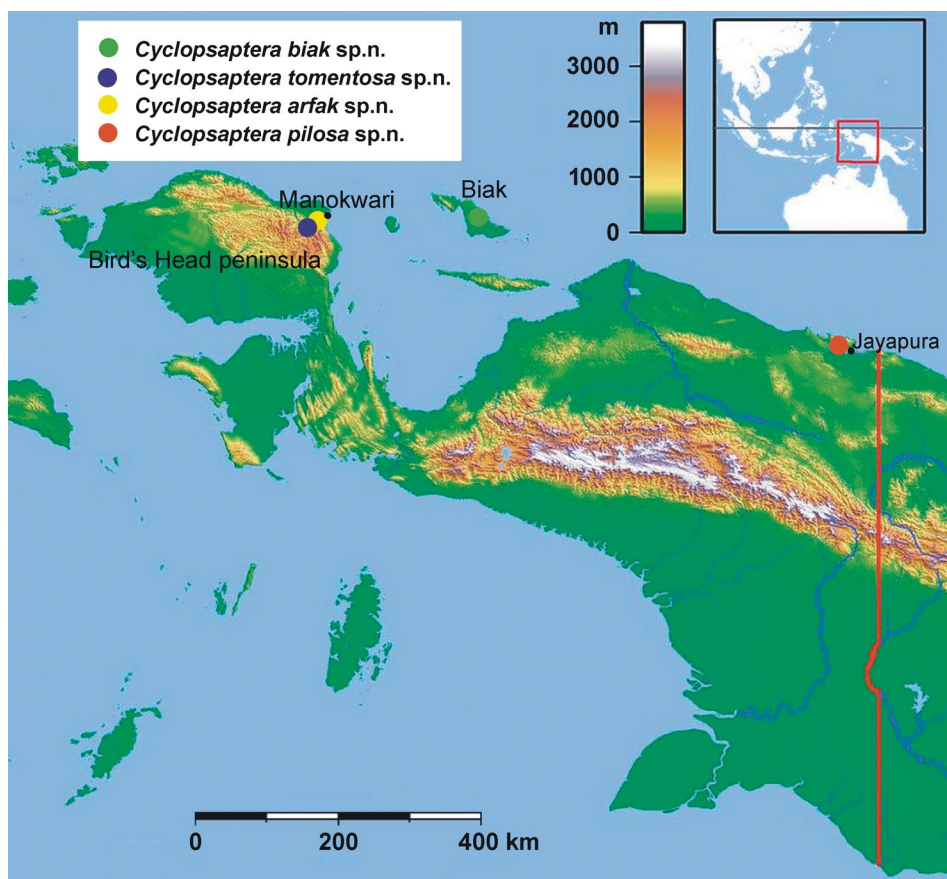 Cyclopsaptera biak sp.n.
Cyclopsaptera tomentosa sp.n.
Cyclopsaptera arfak sp.n.
Cyclopsaptera pilosa sp.n.
m
3000
2000
1000
0
Manokwari
Biak
Bird's Head peninsula
Jayapura
0 200 400 km